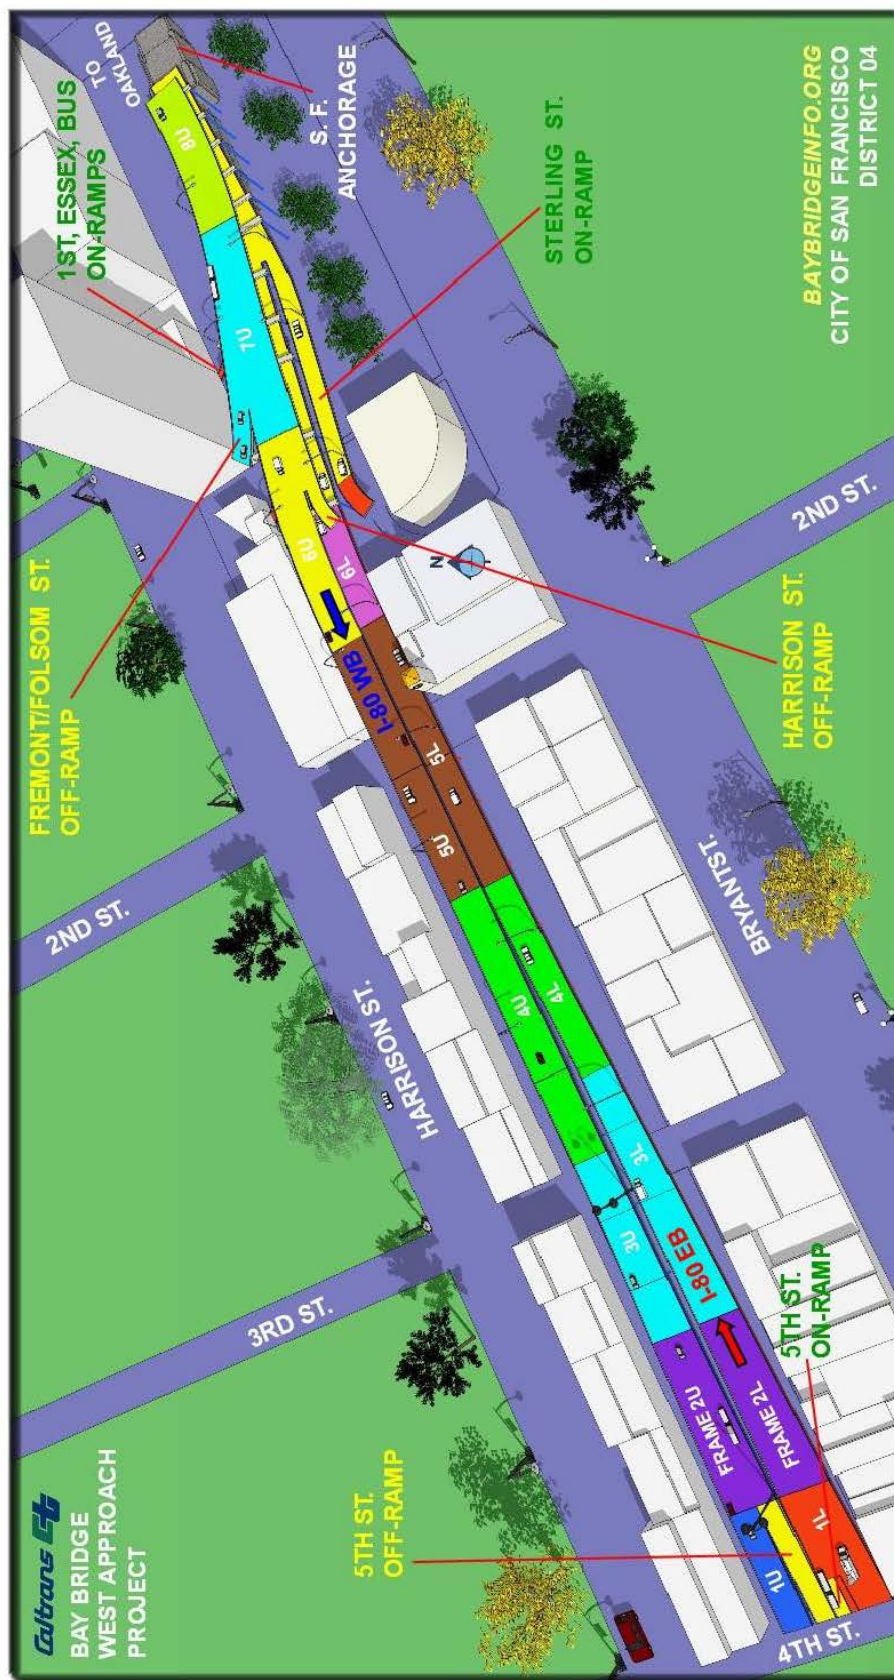 Caltrans Ct
BAY BRIDGE
WEST APPROACH
PROJECT
5TH ST.
OFF-RAMP
3RD ST.
2ND ST.
FREMONT/FOLSOM ST.
OFF-RAMP
1ST, ESSEX, BUS
ON-RAMPS
TO
OAKLAND
HARRISON ST.
4TH ST.
1U
1L
FRAME 2U
FRAME 2L
I-80 EB
3U
3L
4U
4L
5U
5L
I-80 WB
6U
6L
7U
8U
S. F.
ANCHORAGE
N
5TH ST.
ON-RAMP
BRYANT ST.
HARRISON ST.
OFF-RAMP
STERLING ST.
ON-RAMP
2ND ST.
BAYBRIDGEINFO.ORG
CITY OF SAN FRANCISCO
DISTRICT 04